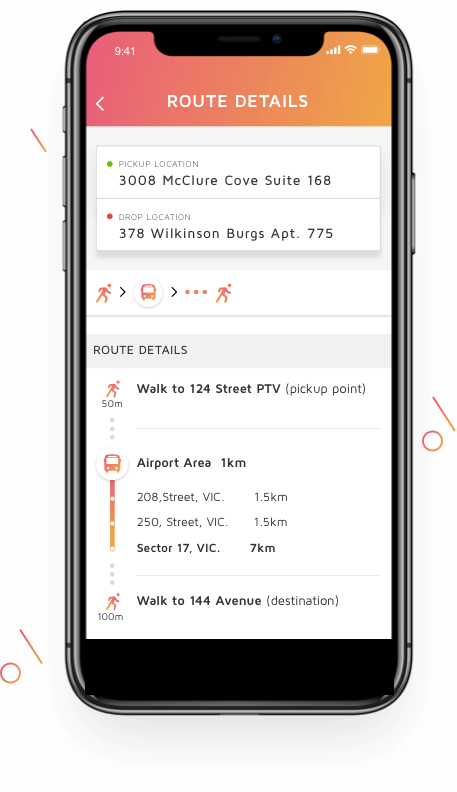 9:41
ROUTE DETAILS
PICKUP LOCATION
3008 McClure Cove Suite 168
DROP LOCATION
378 Wilkinson Burgs Apt. 775
ROUTE DETAILS
Walk to 124 Street PTV (pickup point)
50m
Airport Area 1km
208,Street, VIC. 1.5km
250, Street, VIC. 1.5km
Sector 17, VIC. 7km
Walk to 144 Avenue (destination)
100m